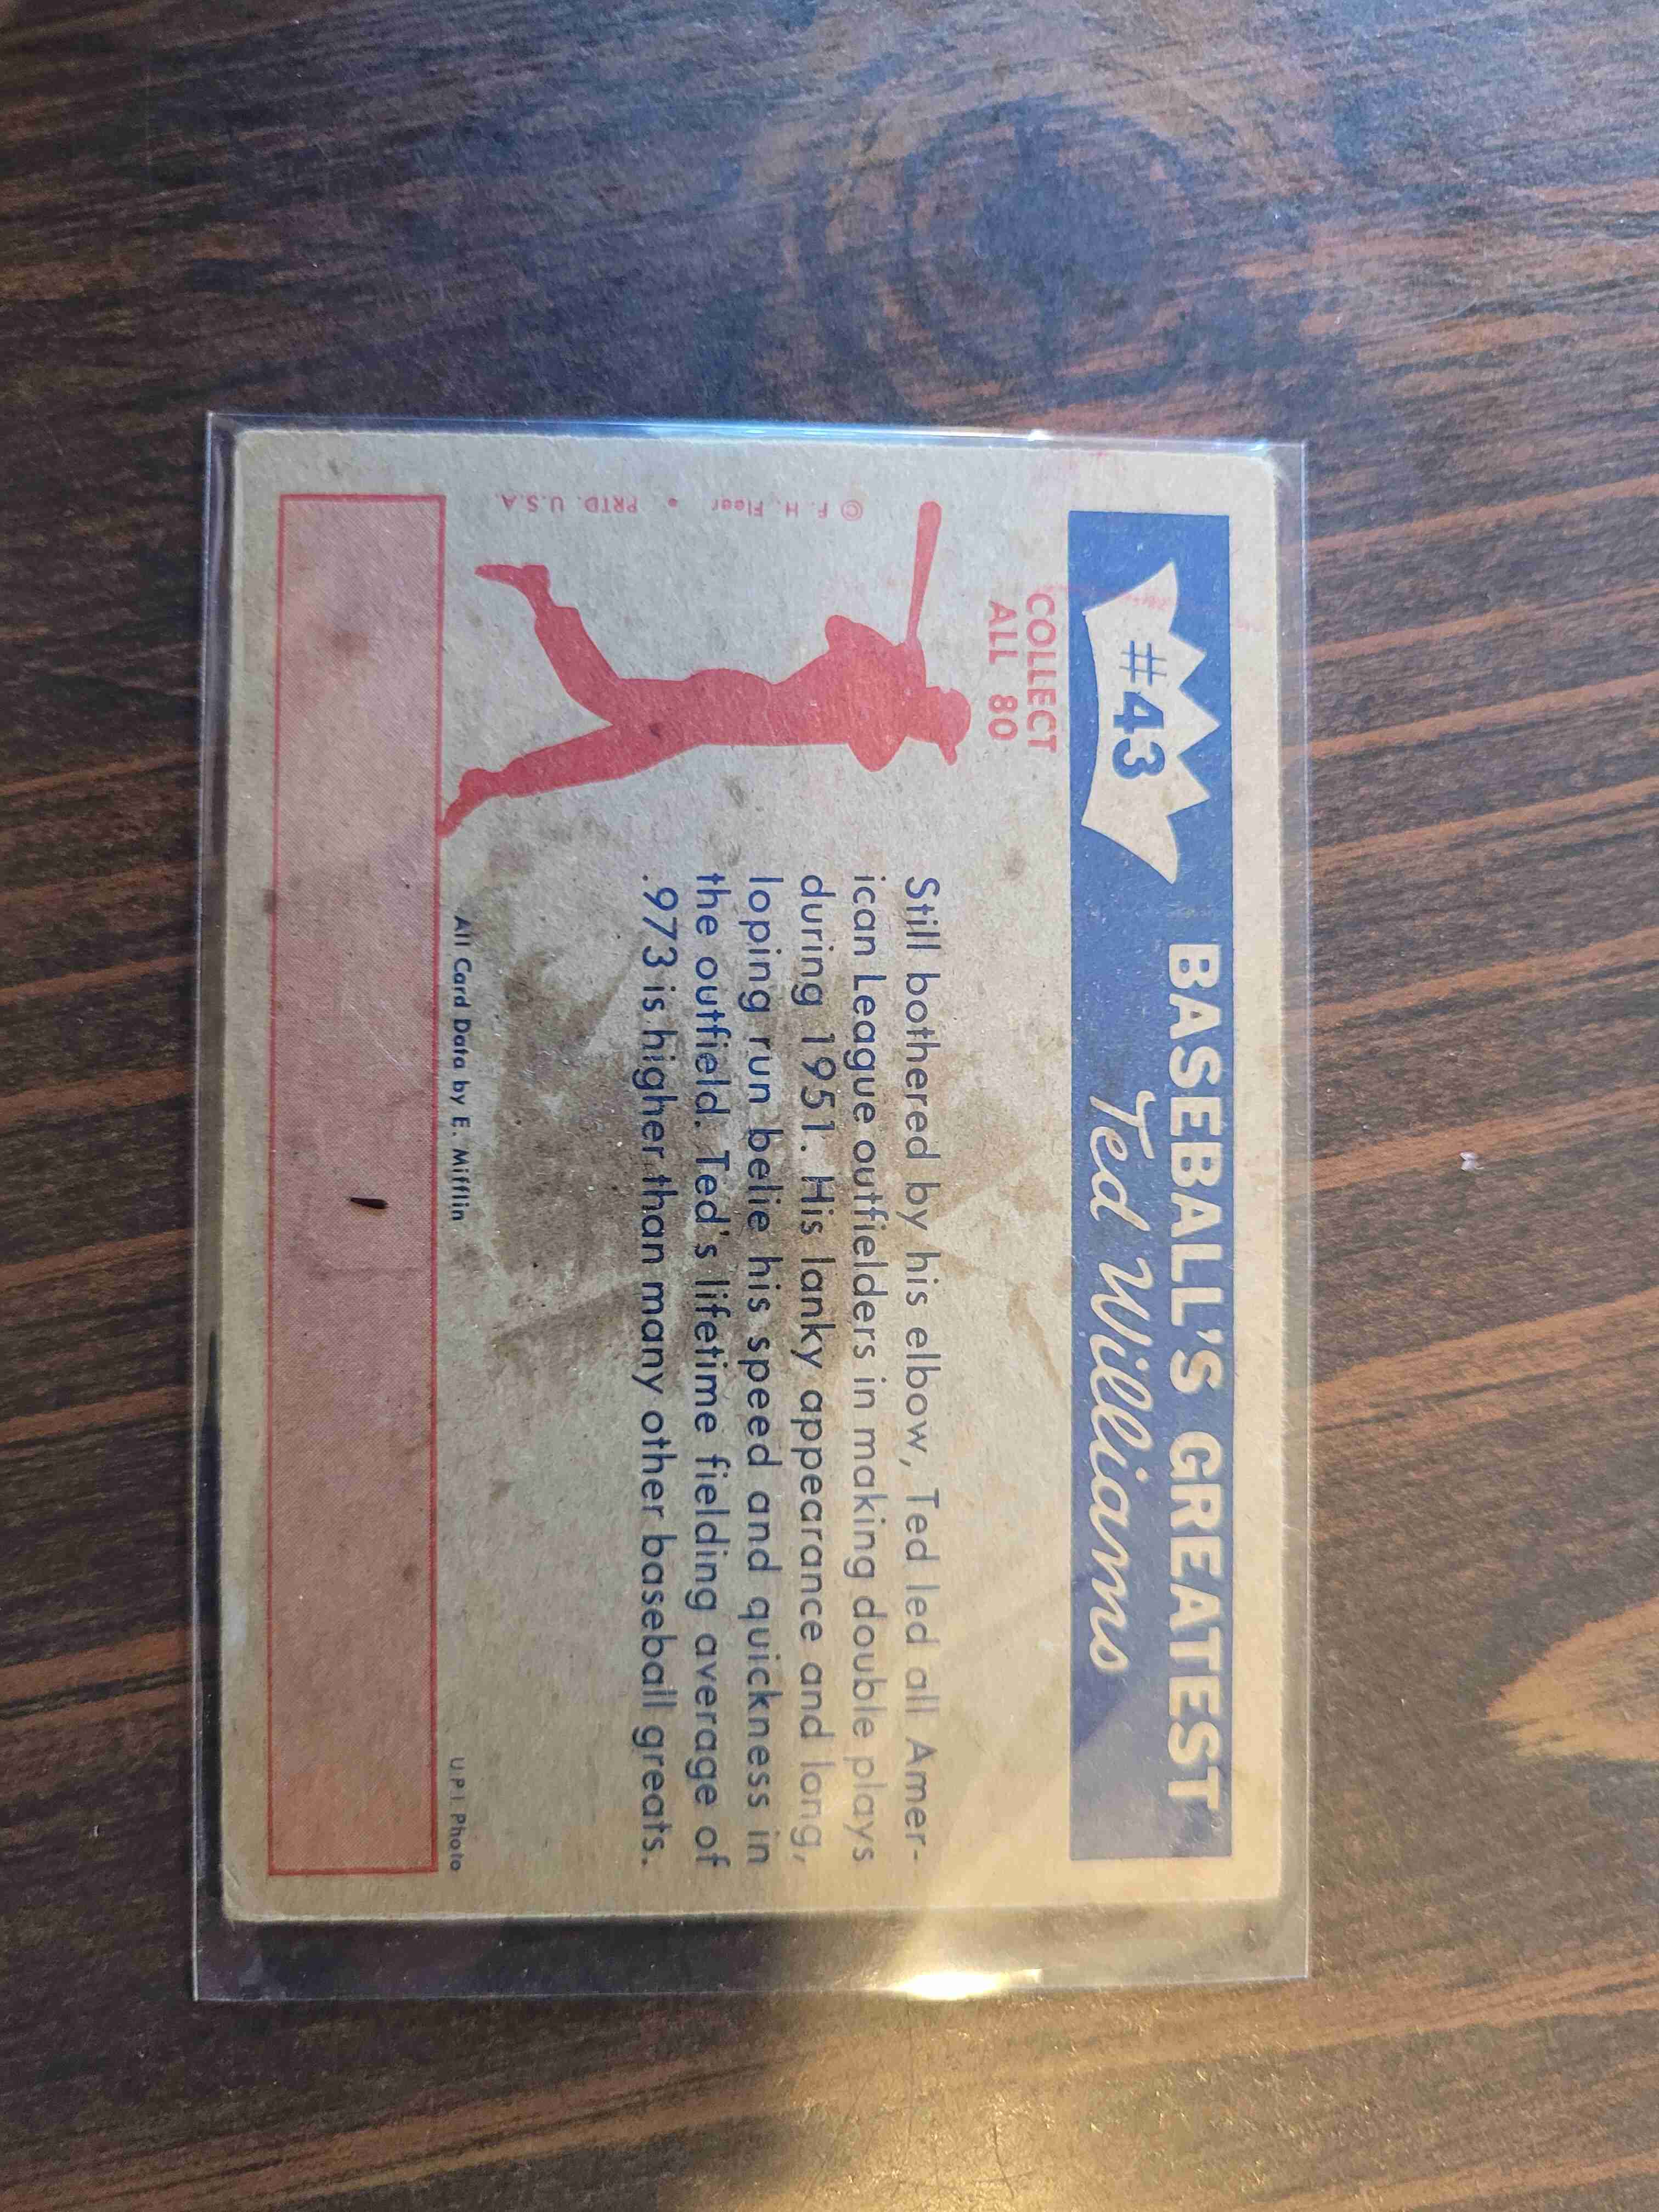 #43
BASEBALL'S GREATEST
Ted Williams
COLLECT
ALL 80
Still bothered by his elbow, Ted led all Amer-
ican League outfielders in making double plays
during 1951. His lanky appearance and long,
loping run belie his speed and quickness in
the outfield. Ted's lifetime fielding average of
.973 is higher than many other baseball greats.
© F. H. Fleer • PRTD. U.S.A.
All Card Data by E. Mifflin
U.P.I. Photo